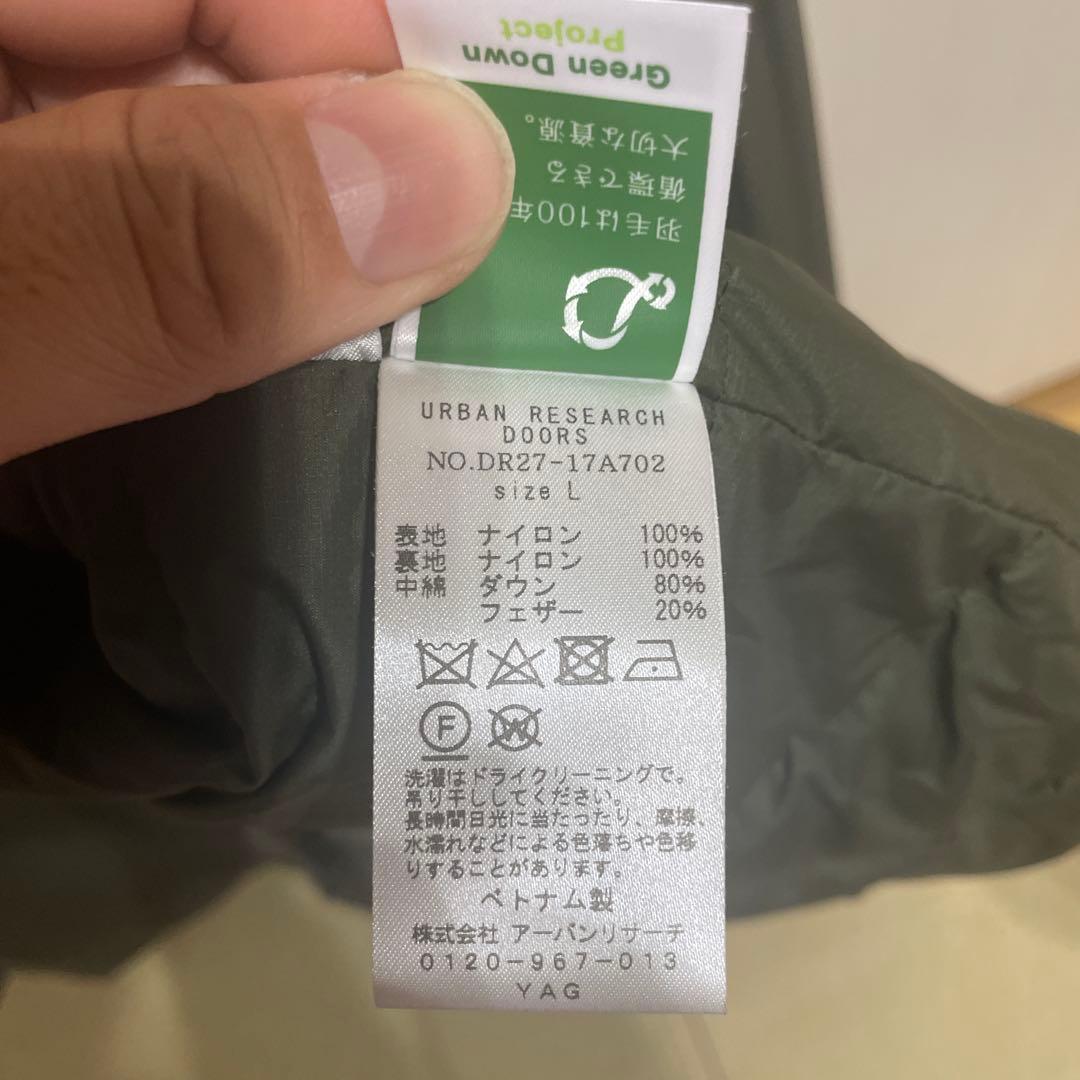 Green Down
Project
羽毛は100年
循環できる
大切な資源。
URBAN RESEARCH
DOORS
NO.DR27-17A702
size L
表地 ナイロン 100%
裏地 ナイロン 100%
中綿 ダウン 80%
フェザー 20%
F
W
洗濯はドライクリーニングで。
吊り干ししてください。
長時間日光に当たったり、摩擦、
水濡れなどによる色落ちや色移
りすることがあります。
ベトナム製
株式会社 アーバンリサーチ
0120-967-013
YAG